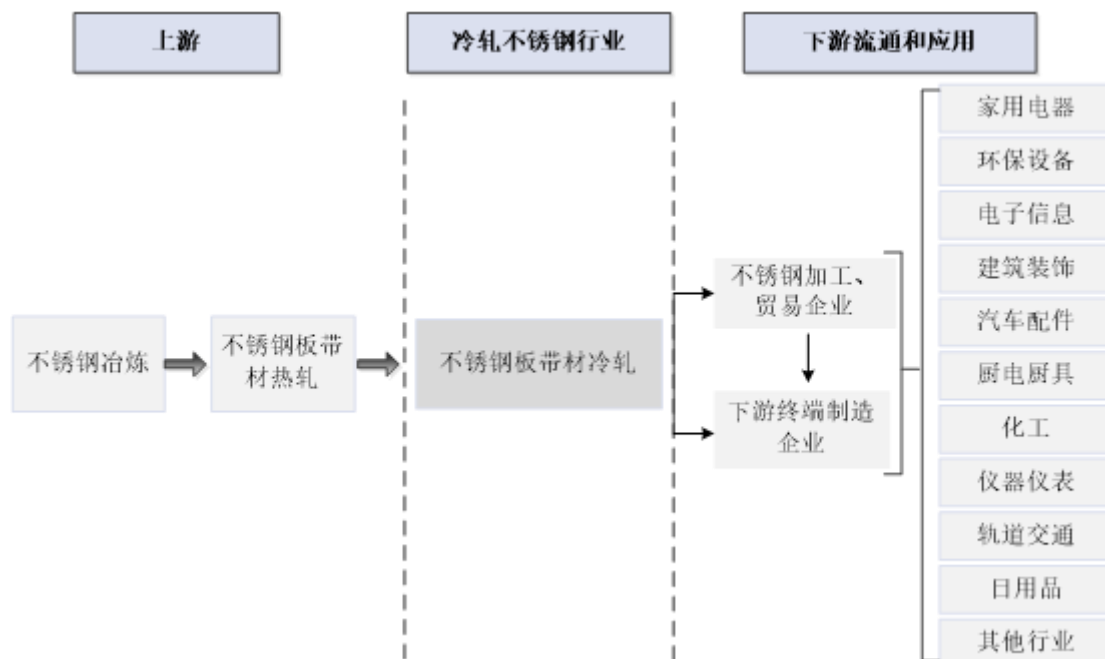 上游
冷轧不锈钢行业
下游流通和应用
不锈钢冶炼
不锈钢板带
材热轧
不锈钢板带材冷轧
不锈钢加工、
贸易企业
下游终端制造
企业
家用电器
环保设备
电子信息
建筑装饰
汽车配件
厨电厨具
化工
仪器仪表
轨道交通
日用品
其他行业